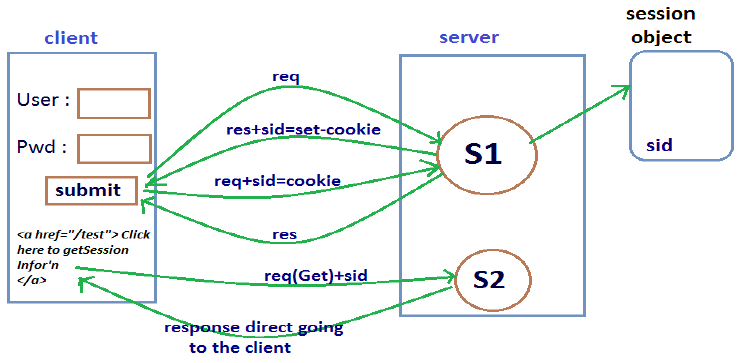 client
server
session
object
User :
Pwd :
submit
<a href="/test"> Click
here to getSession
Infor'n
</a>
req
res+sid=set-cookie
req+sid=cookie
res
req(Get)+sid
response direct going
to the client
S1
S2
sid